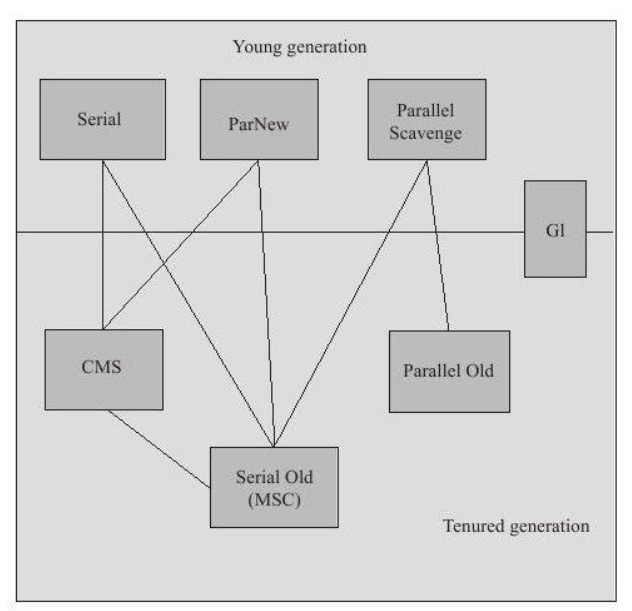 Young generation
Serial
ParNew
Parallel
Scavenge
Gl
CMS
Parallel Old
Serial Old
(MSC)
Tenured generation